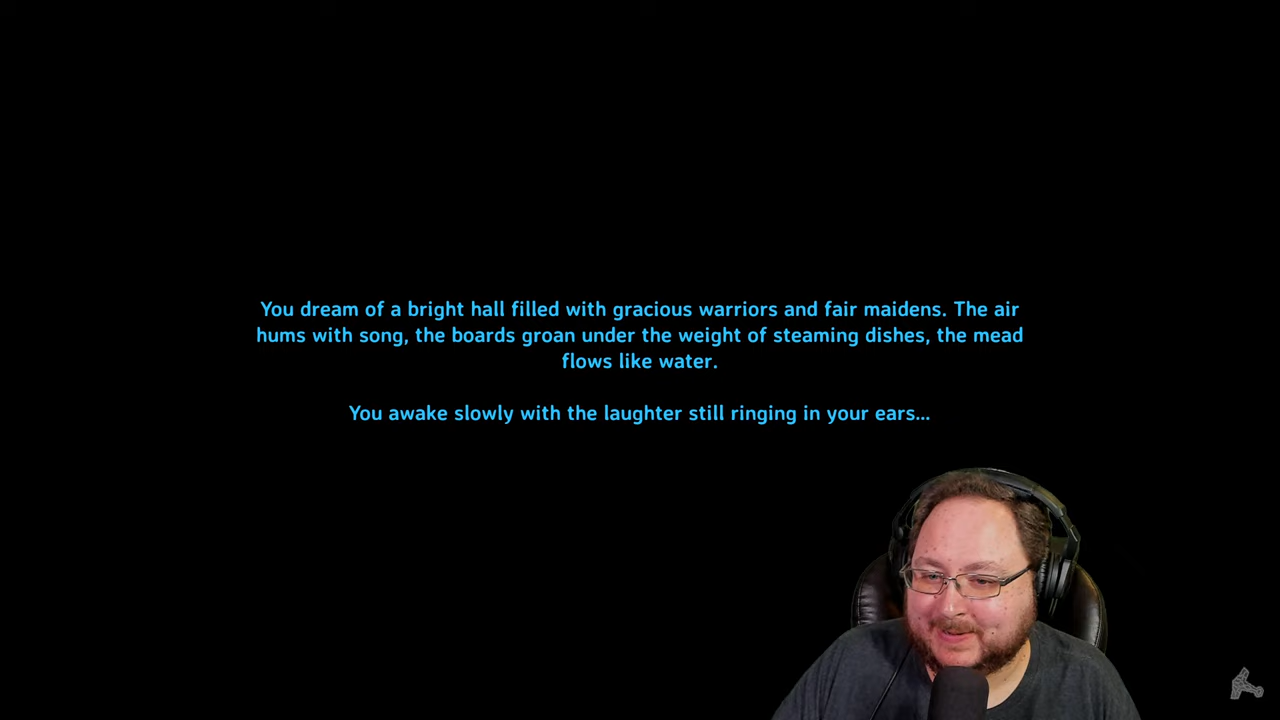 You dream of a bright hall filled with gracious warriors and fair maidens. The air
hums with song, the boards groan under the weight of steaming dishes, the mead
flows like water.
You awake slowly with the laughter still ringing in your ears...